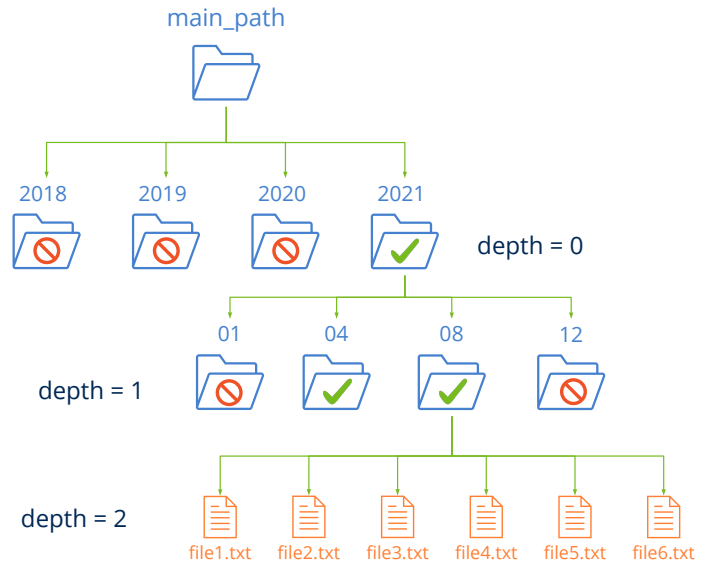 main_path
2018 2019 2020 2021
depth = 0
01 04 08 12
depth = 1
depth = 2
file1.txt file2.txt file3.txt file4.txt file5.txt file6.txt